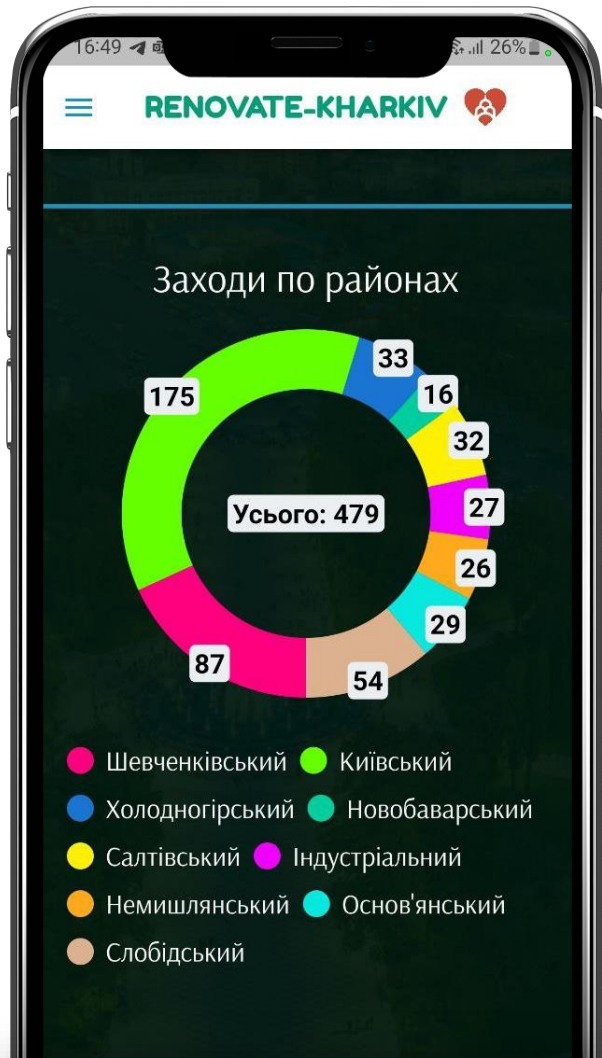 16:49 26%
RENOVATE-KHARKIV
Заходи по районах
33
175
16
32
Усього: 479
27
26
29
87
54
Шевченківський Київський
Холодногірський Новобаварський
Салтівський Індустріальний
Немишлянський Основ'янський
Слобідський